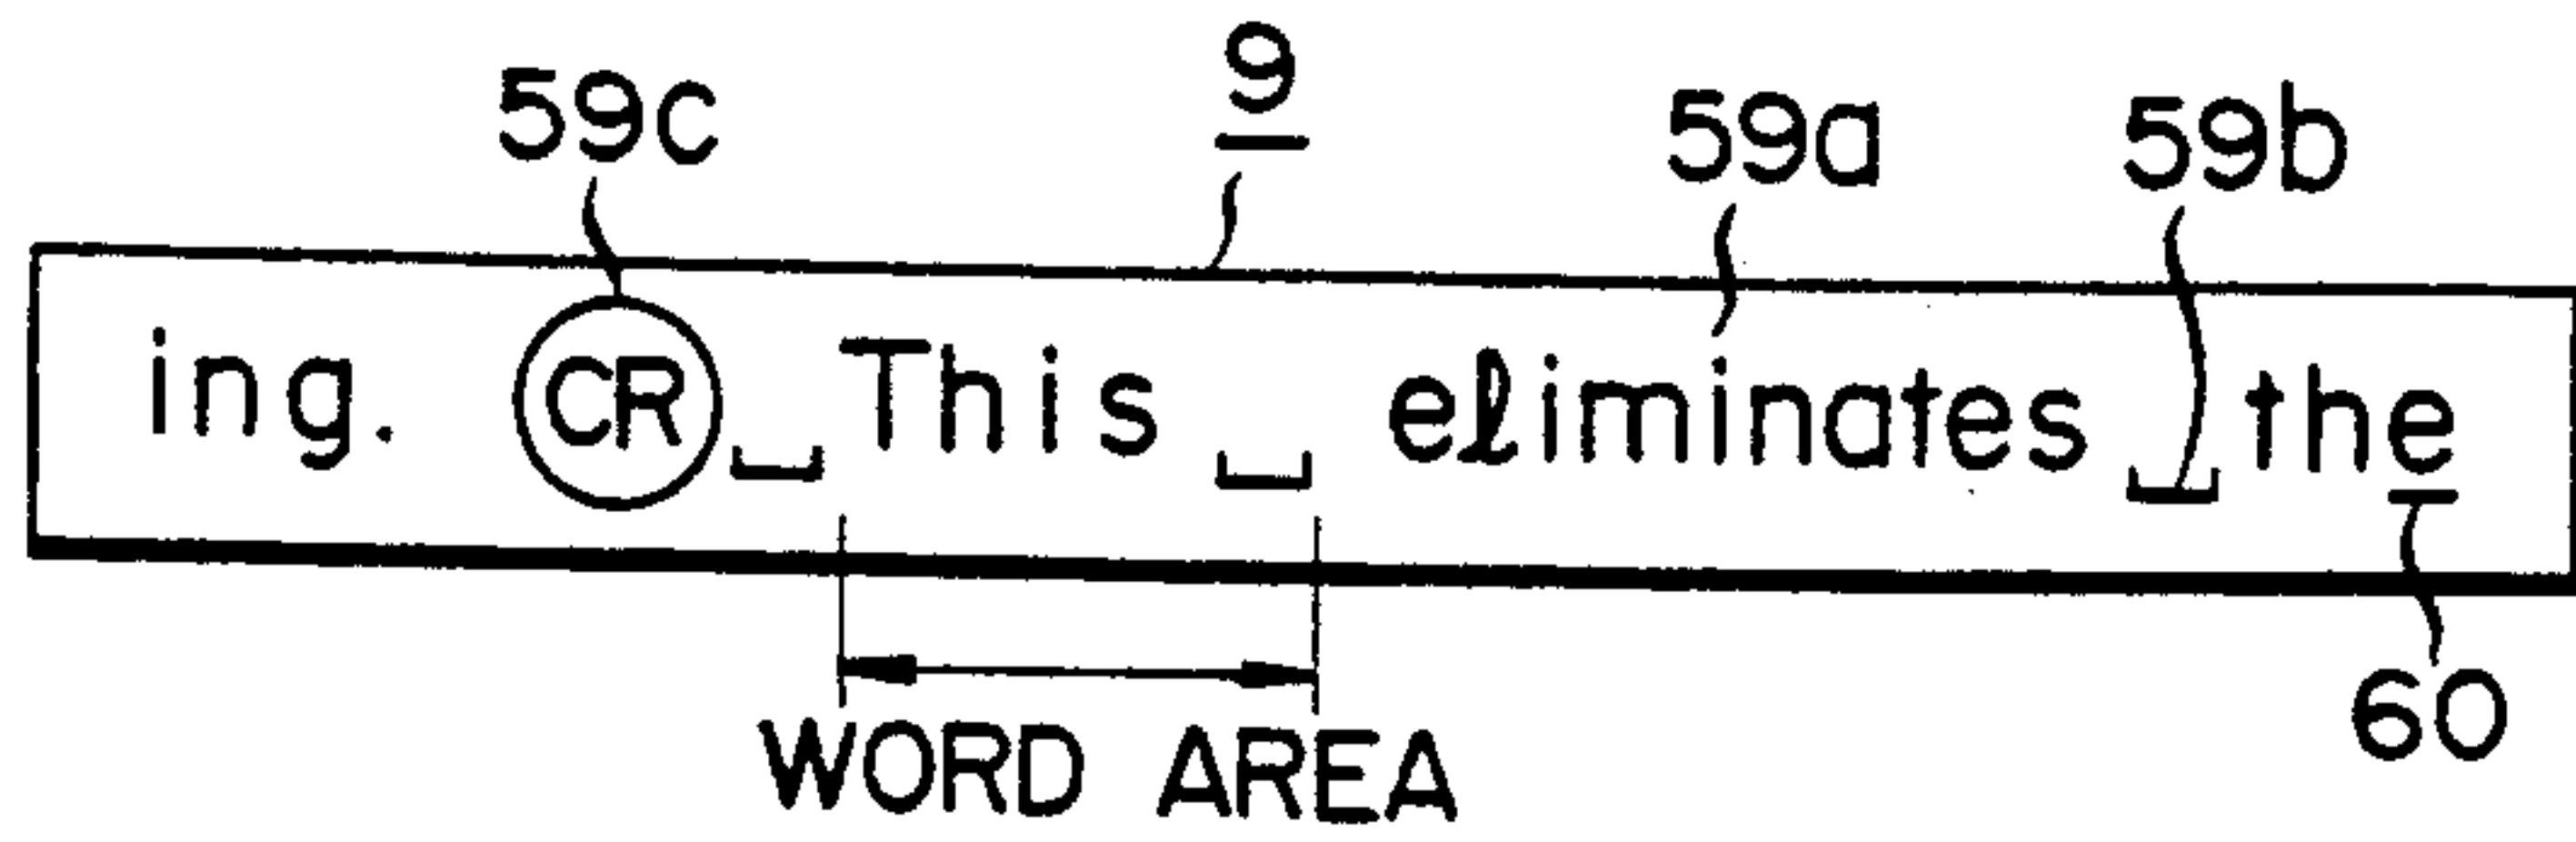 59c 9 59a 59b
ing. CR ␣ This ␣ eliminates ␣ the
60
WORD AREA